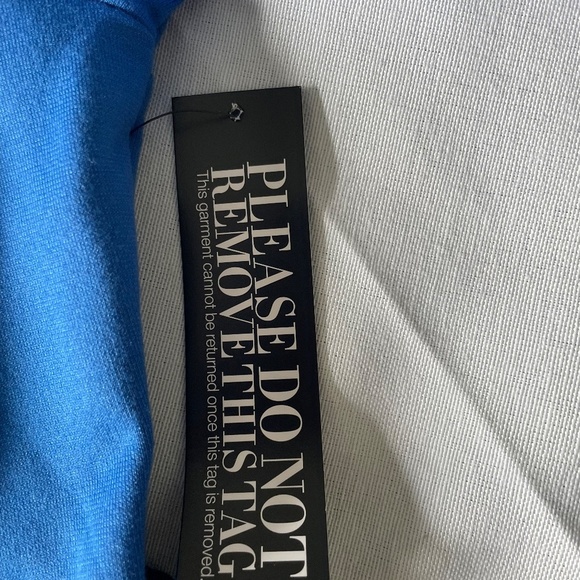 PLEASE DO NOT
REMOVE THIS TAG
This garment cannot be returned once this tag is removed.